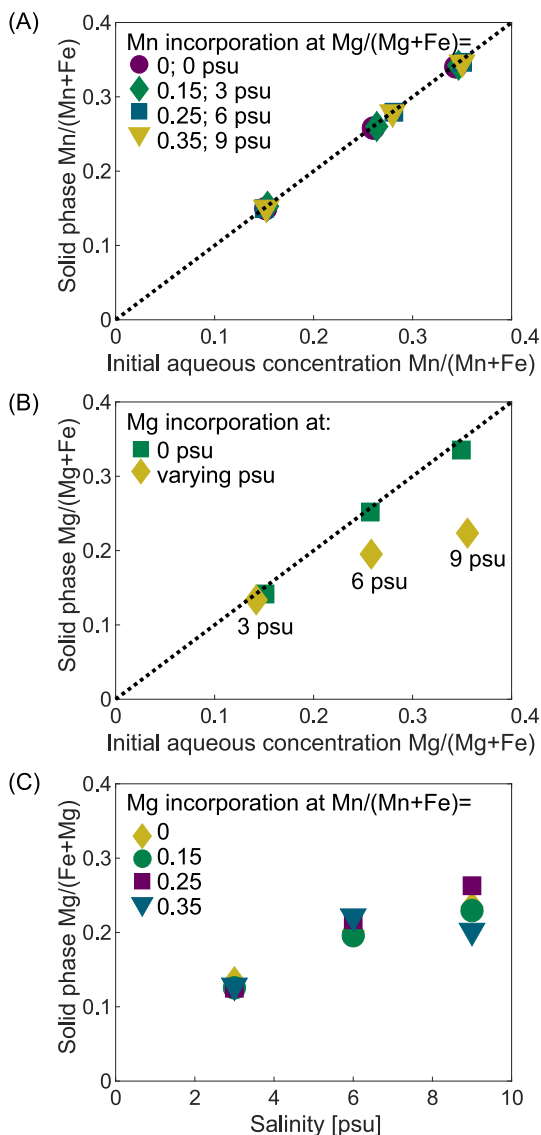 (A)
0.4
Mn incorporation at Mg/(Mg+Fe)=
0; 0 psu
0.15; 3 psu
0.25; 6 psu
0.35; 9 psu
0.3
0.2
0.1
0
Solid phase Mn/(Mn+Fe)
0 0.1 0.2 0.3 0.4
Initial aqueous concentration Mn/(Mn+Fe)
(B)
0.4
Mg incorporation at:
0 psu
varying psu
0.3
0.2
0.1
0
Solid phase Mg/(Mg+Fe)
3 psu
6 psu
9 psu
0 0.1 0.2 0.3 0.4
Initial aqueous concentration Mg/(Mg+Fe)
(C)
0.4
Mg incorporation at Mn/(Mn+Fe)=
0
0.15
0.25
0.35
0.3
0.2
0.1
0
Solid phase Mg/(Fe+Mg)
0 2 4 6 8 10
Salinity [psu]